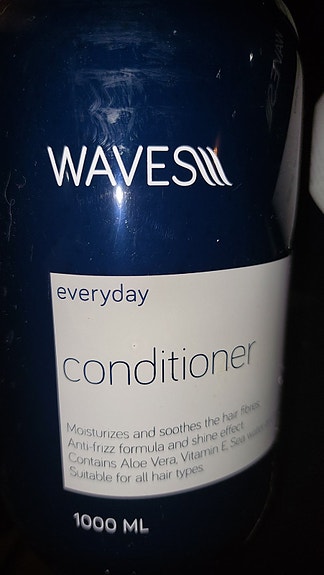 WAVES
everyday
conditioner
Moisturizes and soothes the hair fibres
Anti-frizz formula and shine effect
Contains Aloe Vera, Vitamin E, Sea
Suitable for all hair types
1000 ML